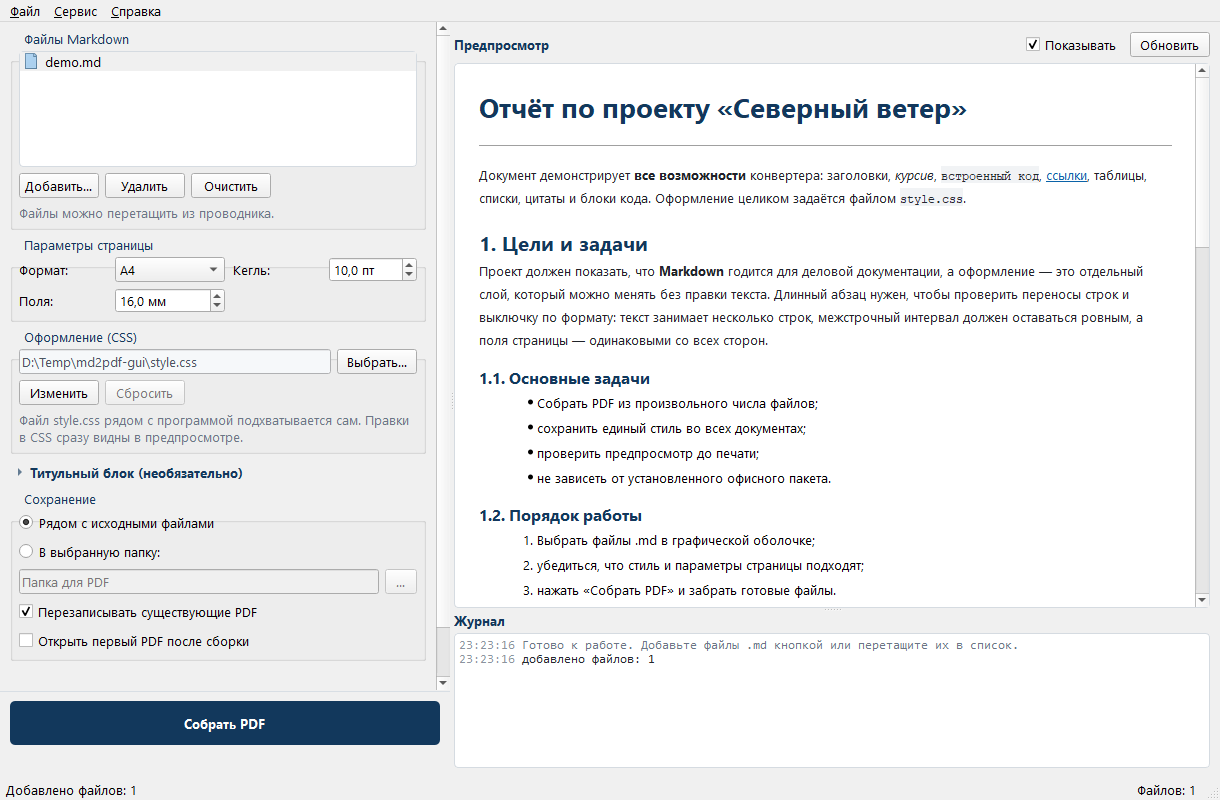 Файл Сервис Справка
Файлы Markdown
demo.md
Добавить... Удалить Очистить
Файлы можно перетащить из проводника.
Параметры страницы
Формат: A4 Кегль: 10,0 пт
Поля: 16,0 мм
Оформление (CSS)
D:\Temp\md2pdf-gui\style.css Выбрать...
Изменить Сбросить
Файл style.css рядом с программой подхватывается сам. Правки
в CSS сразу видны в предпросмотре.
Титульный блок (необязательно)
Сохранение
Рядом с исходными файлами
В выбранную папку:
Папка для PDF ...
Перезаписывать существующие PDF
Открыть первый PDF после сборки
Собрать PDF
Предпросмотр Показывать Обновить
Отчёт по проекту «Северный ветер»
Документ демонстрирует все возможности конвертера: заголовки, курсив, встроенный код, ссылки, таблицы,
списки, цитаты и блоки кода. Оформление целиком задаётся файлом style.css.
1. Цели и задачи
Проект должен показать, что Markdown годится для деловой документации, а оформление — это отдельный
слой, который можно менять без правки текста. Длинный абзац нужен, чтобы проверить переносы строк и
выключку по формату: текст занимает несколько строк, межстрочный интервал должен оставаться ровным, а
поля страницы — одинаковыми со всех сторон.
1.1. Основные задачи
• Собрать PDF из произвольного числа файлов;
• сохранить единый стиль во всех документах;
• проверить предпросмотр до печати;
• не зависеть от установленного офисного пакета.
1.2. Порядок работы
1. Выбрать файлы .md в графической оболочке;
2. убедиться, что стиль и параметры страницы подходят;
3. нажать «Собрать PDF» и забрать готовые файлы.
Журнал
23:23:16 Готово к работе. Добавьте файлы .md кнопкой или перетащите их в список.
23:23:16 добавлено файлов: 1
Добавлено файлов: 1 Файлов: 1